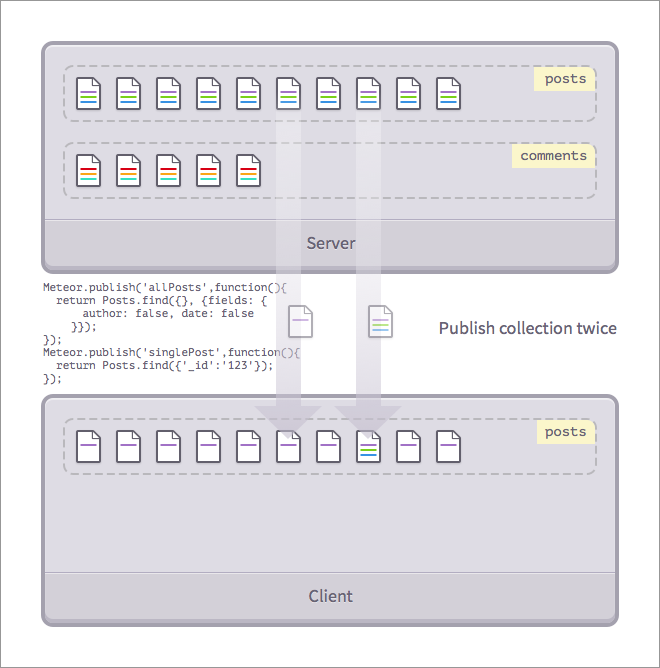 posts
comments
Server
Meteor.publish('allPosts',function(){
  return Posts.find({}, {fields: {
      author: false, date: false
    }});
});
Meteor.publish('singlePost',function(){
  return Posts.find({'_id':'123'});
});
Publish collection twice
posts
Client